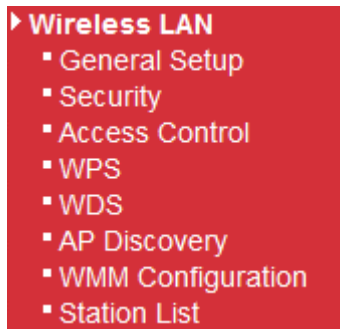 Wireless LAN
General Setup
Security
Access Control
WPS
WDS
AP Discovery
WMM Configuration
Station List